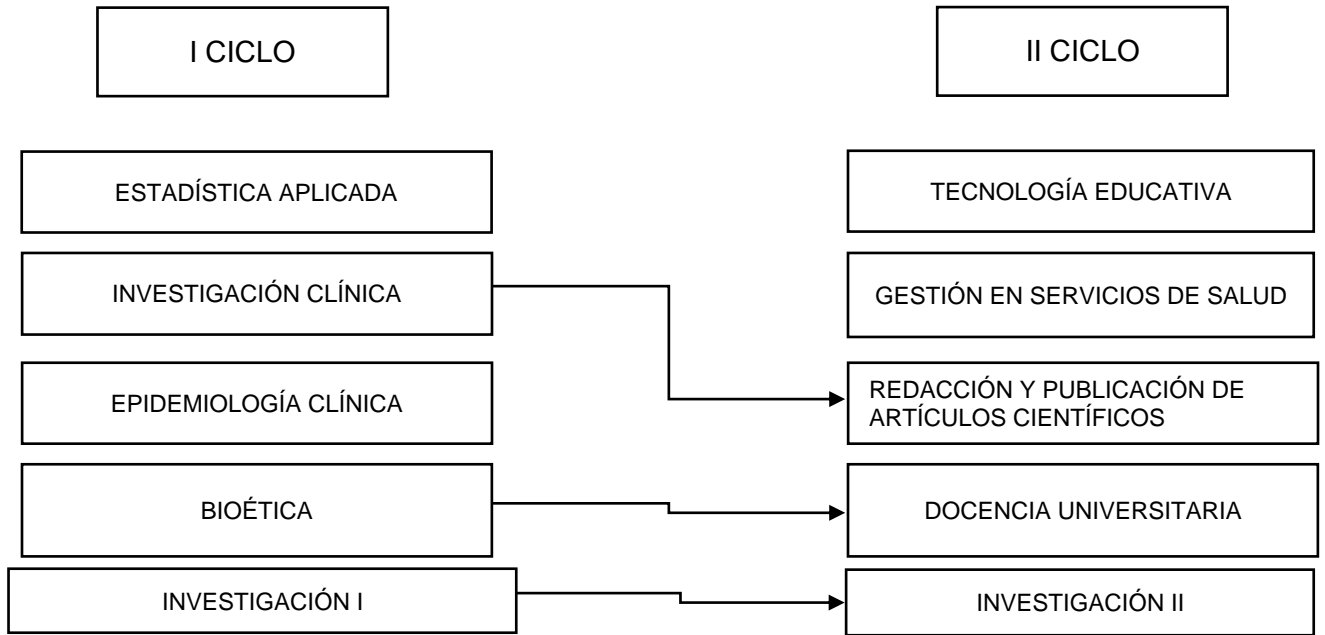 I CICLO
II CICLO
ESTADÍSTICA APLICADA
TECNOLOGÍA EDUCATIVA
INVESTIGACIÓN CLÍNICA
GESTIÓN EN SERVICIOS DE SALUD
EPIDEMIOLOGÍA CLÍNICA
REDACCIÓN Y PUBLICACIÓN DE
ARTÍCULOS CIENTÍFICOS
BIOÉTICA
DOCENCIA UNIVERSITARIA
INVESTIGACIÓN I
INVESTIGACIÓN II